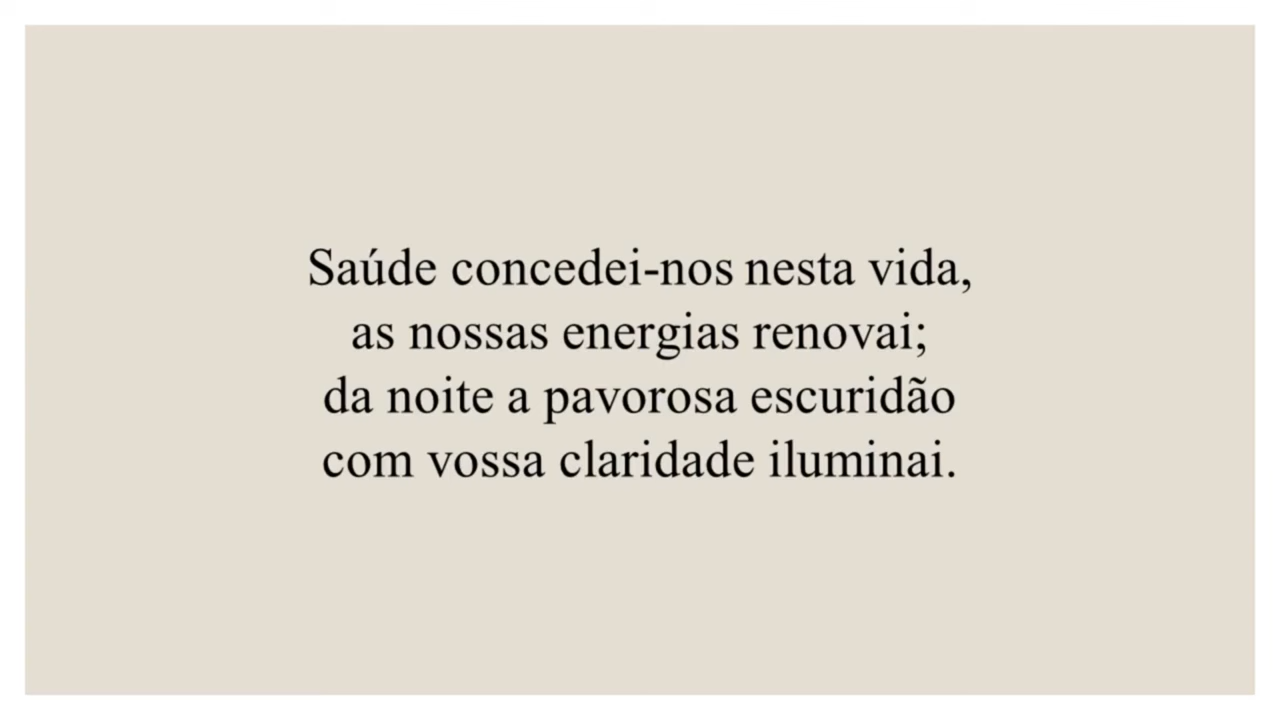 Saúde concedei-nos nesta vida,
as nossas energias renovai;
da noite a pavorosa escuridão
com vossa claridade iluminai.